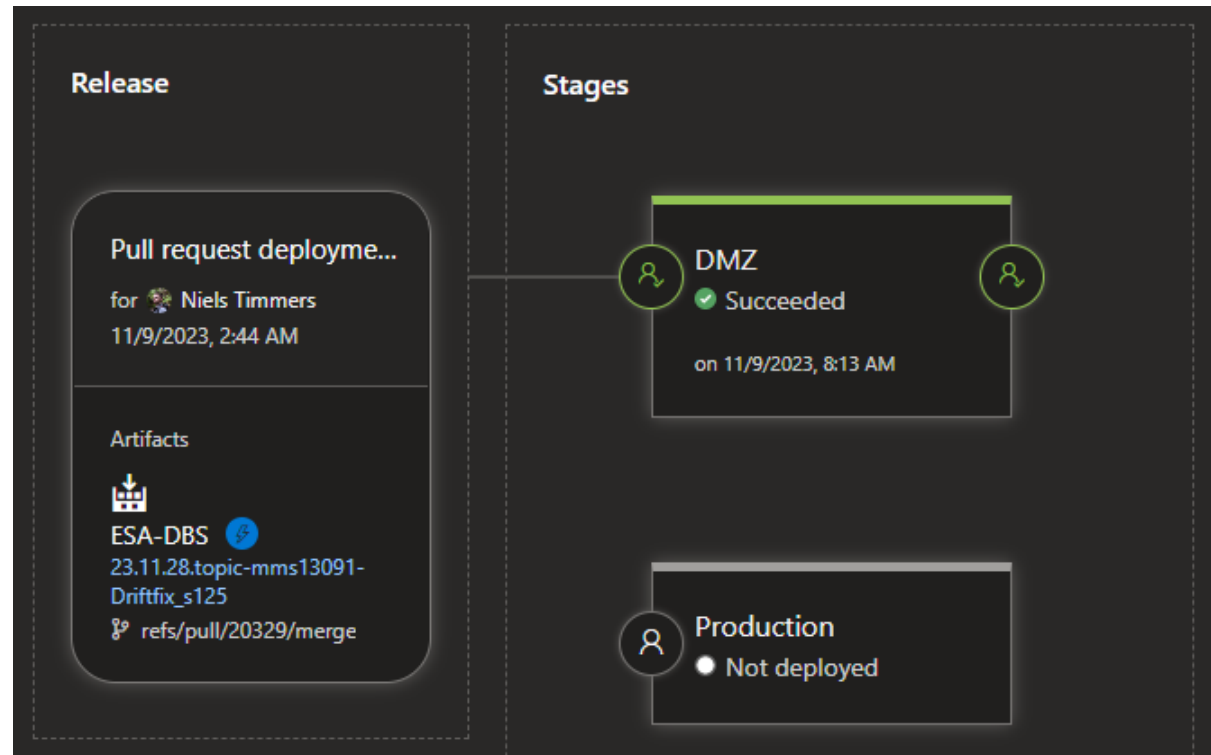 Release
Pull request deployme...
for Niels Timmers
11/9/2023, 2:44 AM
Artifacts
ESA-DBS
23.11.28.topic-mms13091-
Driftfix_s125
refs/pull/20329/merge
Stages
DMZ
Succeeded
on 11/9/2023, 8:13 AM
Production
Not deployed